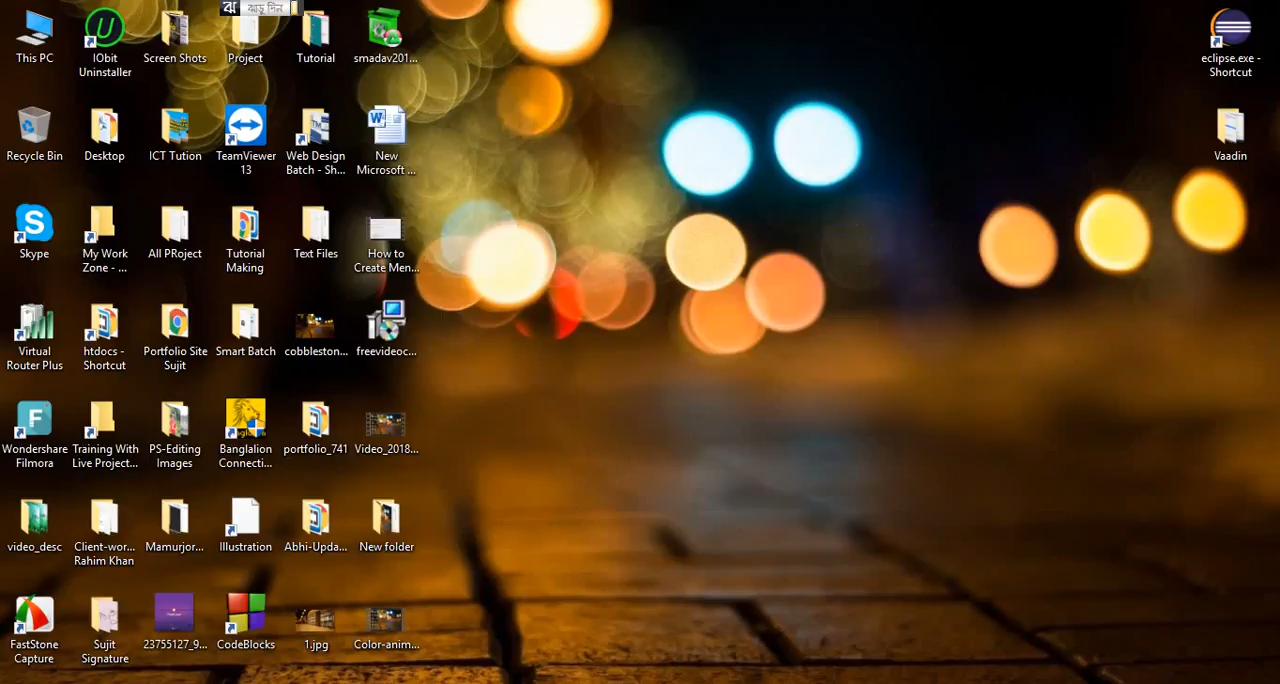 ঝ ঝাড়ু দিন
This PC
IObit
Uninstaller
Screen Shots
Project
Tutorial
smadav201...
eclipse.exe -
Shortcut
Recycle Bin
Desktop
ICT Tution
TeamViewer
13
Web Design
Batch - Sh...
New
Microsoft ...
Vaadin
Skype
My Work
Zone - ...
All PRoject
Tutorial
Making
Text Files
How to
Create Men...
Virtual
Router Plus
htdocs -
Shortcut
Portfolio Site
Sujit
Smart Batch
cobbleston...
freevideoc...
Wondershare
Filmora
Training With
Live Project...
PS-Editing
Images
Banglalion
Connecti...
portfolio_741
Video_2018...
video_desc
Client-wor...
Rahim Khan
Mamurjor...
Illustration
Abhi-Upda...
New folder
FastStone
Capture
Sujit
Signature
23755127_9...
CodeBlocks
1.jpg
Color-anim...